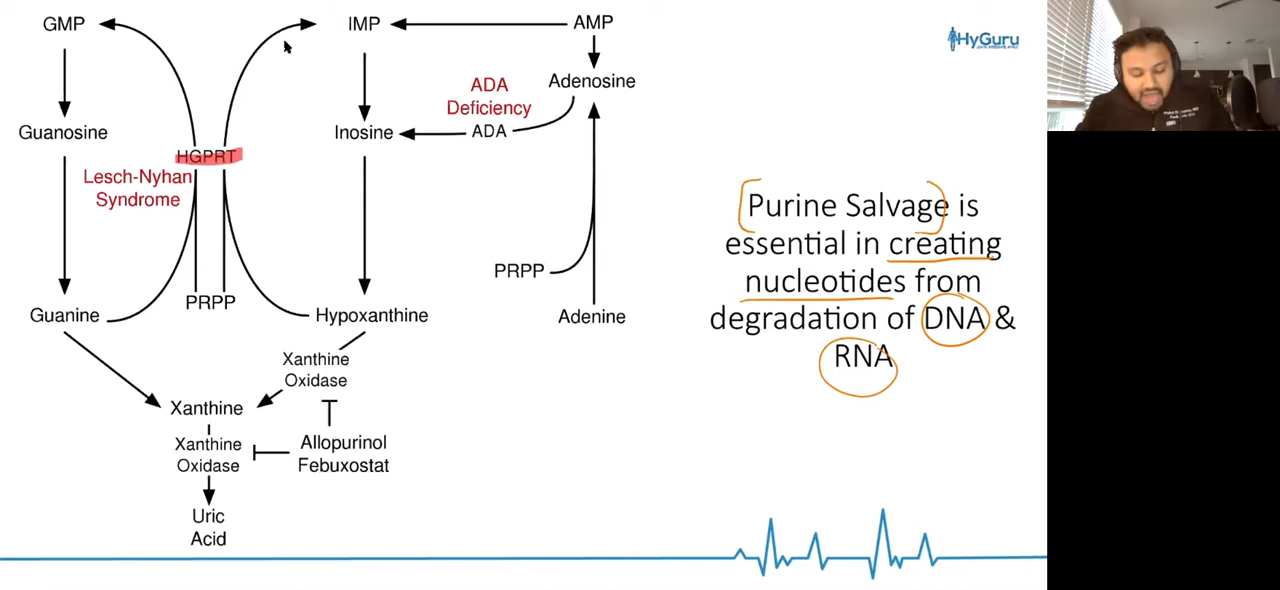 GMP
IMP
AMP
Guanosine
Inosine
Adenosine
ADA
Deficiency
ADA
HGPRT
Lesch-Nyhan
Syndrome
PRPP
PRPP
Guanine
Hypoxanthine
Adenine
Xanthine
Oxidase
Xanthine
Xanthine
Oxidase
Allopurinol
Febuxostat
Uric
Acid
Purine Salvage is
essential in creating
nucleotides from
degradation of DNA &
RNA
HyGuru